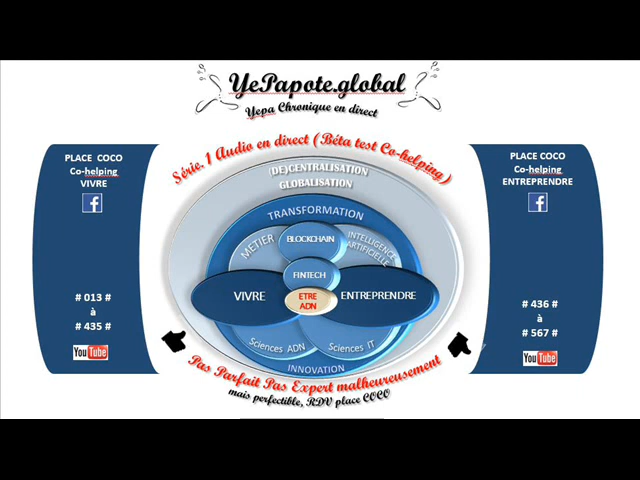 YePapote.global
Yepa Chronique en direct
Série, 1 Audio en direct (Béta test Co-helping)
PLACE COCO
Co-helping
VIVRE
f
# 013 #
à
# 435 #
YouTube
(DE)CENTRALISATION
GLOBALISATION
TRANSFORMATION
METIER
BLOCKCHAIN
INTELLIGENCE
ARTIFICIELLE
FINTECH
VIVRE
ETRE
ADN
ENTREPRENDRE
Sciences ADN
Sciences IT
INNOVATION
PLACE COCO
Co-helping
ENTREPRENDRE
f
# 436 #
à
# 567 #
YouTube
Pas Parfait Pas Expert malheureusement
mais perfectible, RDV place COCO